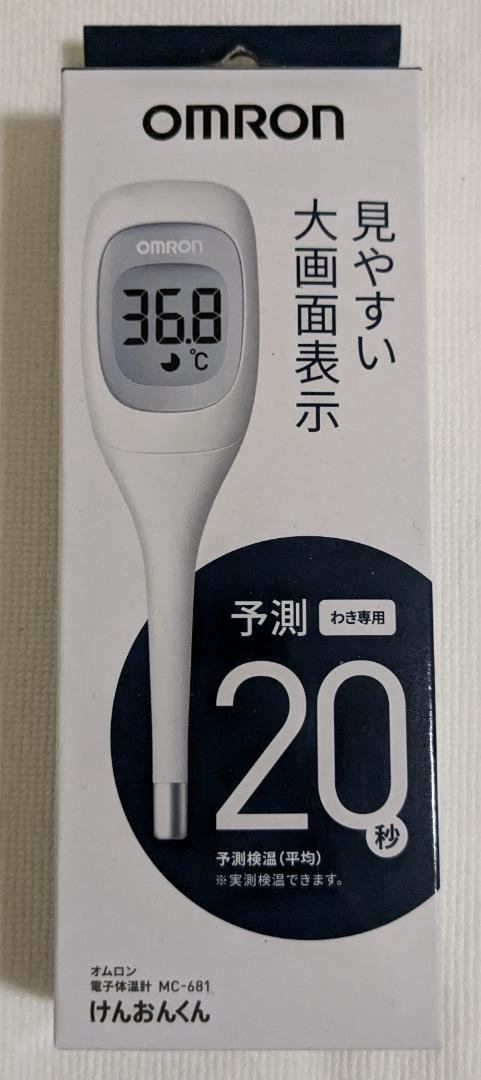 OMRON
見やすい
大画面表示
OMRON
36.8
℃
予測 わき専用
20秒
予測検温(平均)
※実測検温できます。
オムロン
電子体温計 MC-681
けんおんくん